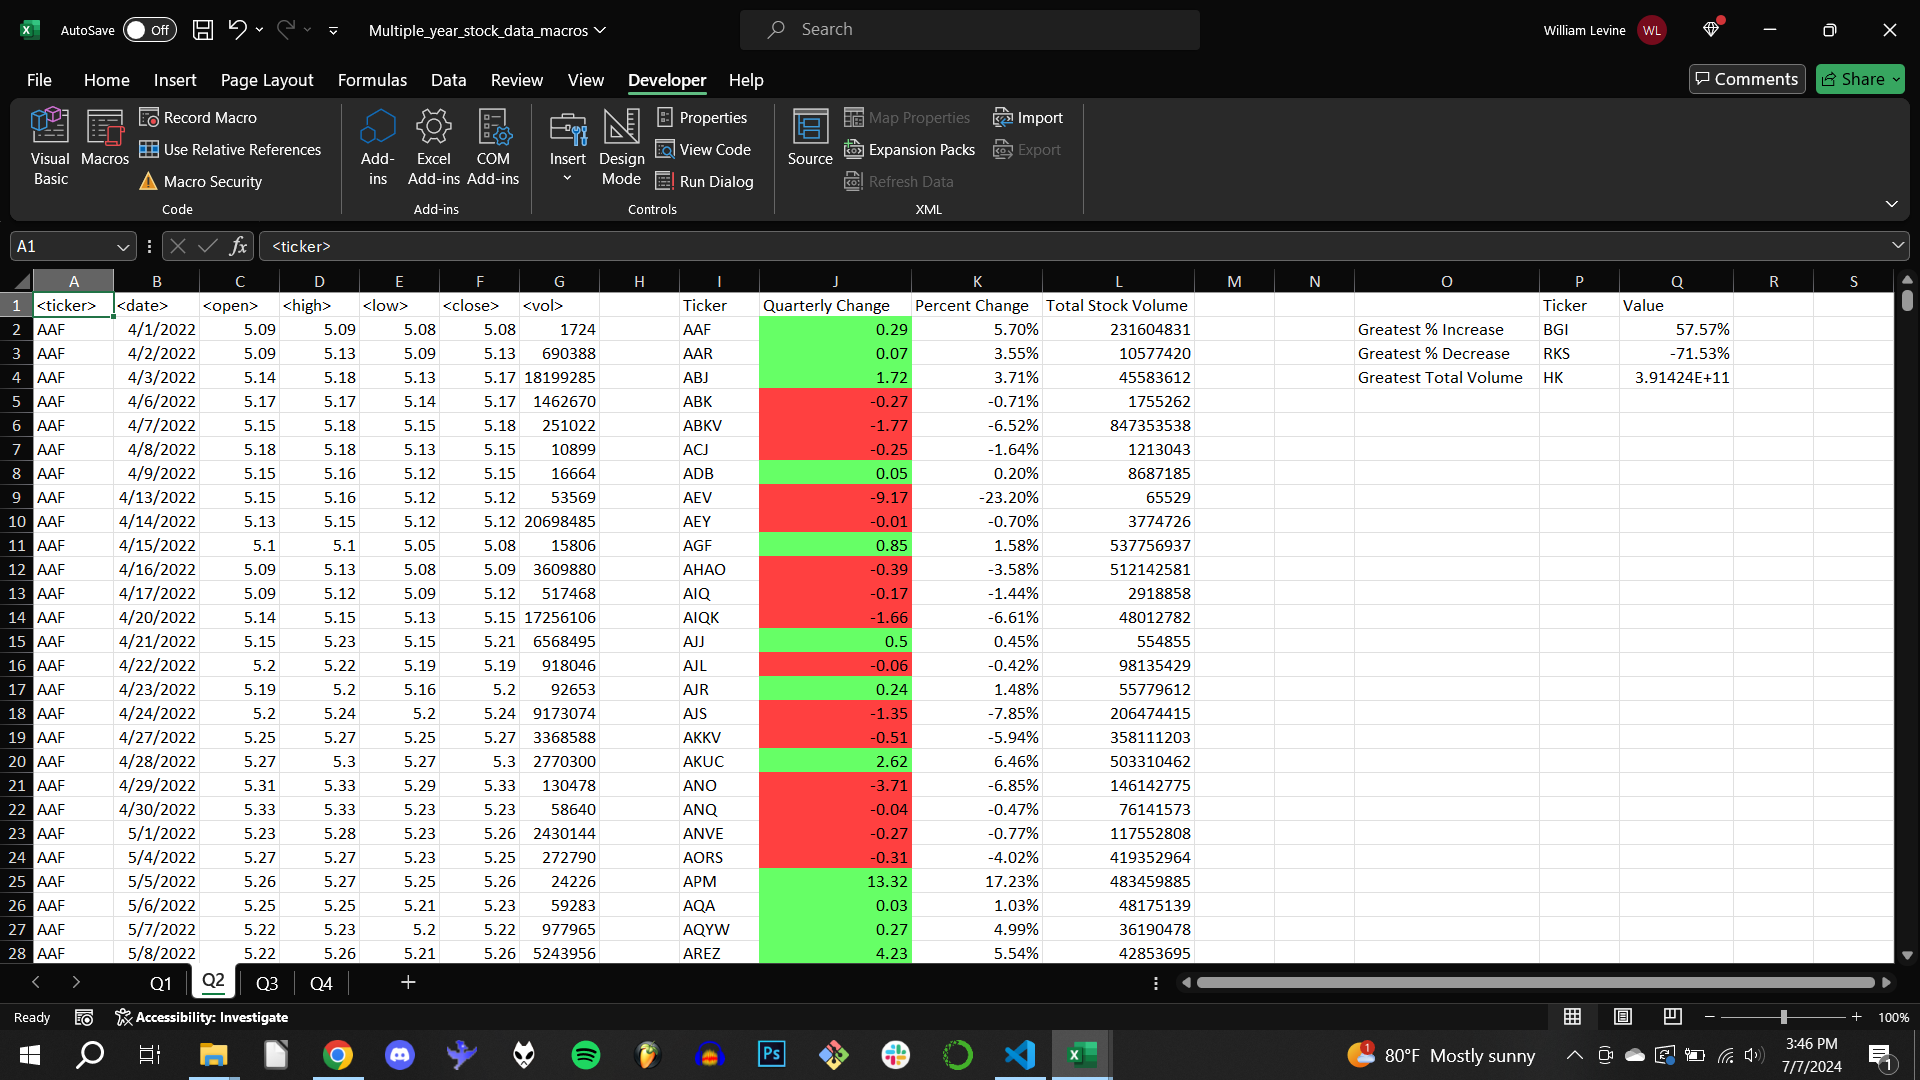 AutoSave Off Multiple_year_stock_data_macros Search William Levine WL
File Home Insert Page Layout Formulas Data Review View Developer Help Comments Share
Visual Basic
Macros
Record Macro
Use Relative References
Macro Security
Code
Add-ins
Excel Add-ins
COM Add-ins
Add-ins
Insert
Design Mode
Properties
View Code
Run Dialog
Controls
Source
Map Properties
Expansion Packs
Refresh Data
Import
Export
XML
A1 fx <ticker>
A B C D E F G H I J K L M N O P Q R S
1 <ticker> <date> <open> <high> <low> <close> <vol> Ticker Quarterly Change Percent Change Total Stock Volume Ticker Value
2 AAF 4/1/2022 5.09 5.09 5.08 5.08 1724 AAF 0.29 5.70% 231604831 Greatest % Increase BGI 57.57%
3 AAF 4/2/2022 5.09 5.13 5.09 5.13 690388 AAR 0.07 3.55% 10577420 Greatest % Decrease RKS -71.53%
4 AAF 4/3/2022 5.14 5.18 5.13 5.17 18199285 ABJ 1.72 3.71% 45583612 Greatest Total Volume HK 3.91424E+11
5 AAF 4/6/2022 5.17 5.17 5.14 5.17 1462670 ABK -0.27 -0.71% 1755262
6 AAF 4/7/2022 5.15 5.18 5.15 5.18 251022 ABKV -1.77 -6.52% 847353538
7 AAF 4/8/2022 5.18 5.18 5.13 5.15 10899 ACJ -0.25 -1.64% 1213043
8 AAF 4/9/2022 5.15 5.16 5.12 5.15 16664 ADB 0.05 0.20% 8687185
9 AAF 4/13/2022 5.15 5.16 5.12 5.12 53569 AEV -9.17 -23.20% 65529
10 AAF 4/14/2022 5.13 5.15 5.12 5.12 20698485 AEY -0.01 -0.70% 3774726
11 AAF 4/15/2022 5.1 5.1 5.05 5.08 15806 AGF 0.85 1.58% 537756937
12 AAF 4/16/2022 5.09 5.13 5.08 5.09 3609880 AHAO -0.39 -3.58% 512142581
13 AAF 4/17/2022 5.09 5.12 5.09 5.12 517468 AIQ -0.17 -1.44% 2918858
14 AAF 4/20/2022 5.14 5.15 5.13 5.15 17256106 AIQK -1.66 -6.61% 48012782
15 AAF 4/21/2022 5.15 5.23 5.15 5.21 6568495 AJJ 0.5 0.45% 554855
16 AAF 4/22/2022 5.2 5.22 5.19 5.19 918046 AJL -0.06 -0.42% 98135429
17 AAF 4/23/2022 5.19 5.2 5.16 5.2 92653 AJR 0.24 1.48% 55779612
18 AAF 4/24/2022 5.2 5.24 5.2 5.24 9173074 AJS -1.35 -7.85% 206474415
19 AAF 4/27/2022 5.25 5.27 5.25 5.27 3368588 AKKV -0.51 -5.94% 358111203
20 AAF 4/28/2022 5.27 5.3 5.27 5.3 2770300 AKUC 2.62 6.46% 503310462
21 AAF 4/29/2022 5.31 5.33 5.29 5.33 130478 ANO -3.71 -6.85% 146142775
22 AAF 4/30/2022 5.33 5.33 5.23 5.23 58640 ANQ -0.04 -0.47% 76141573
23 AAF 5/1/2022 5.23 5.28 5.23 5.26 2430144 ANVE -0.27 -0.77% 117552808
24 AAF 5/4/2022 5.27 5.27 5.23 5.25 272790 AORS -0.31 -4.02% 419352964
25 AAF 5/5/2022 5.26 5.27 5.25 5.26 24226 APM 13.32 17.23% 483459885
26 AAF 5/6/2022 5.25 5.25 5.21 5.23 59283 AQA 0.03 1.03% 48175139
27 AAF 5/7/2022 5.22 5.23 5.2 5.22 977965 AQYW 0.27 4.99% 36190478
28 AAF 5/8/2022 5.22 5.26 5.21 5.26 5243956 AREZ 4.23 5.54% 42853695
Q1 Q2 Q3 Q4
Ready Accessibility: Investigate 100%
Ps 1 80°F Mostly sunny 3:46 PM
7/7/2024 1